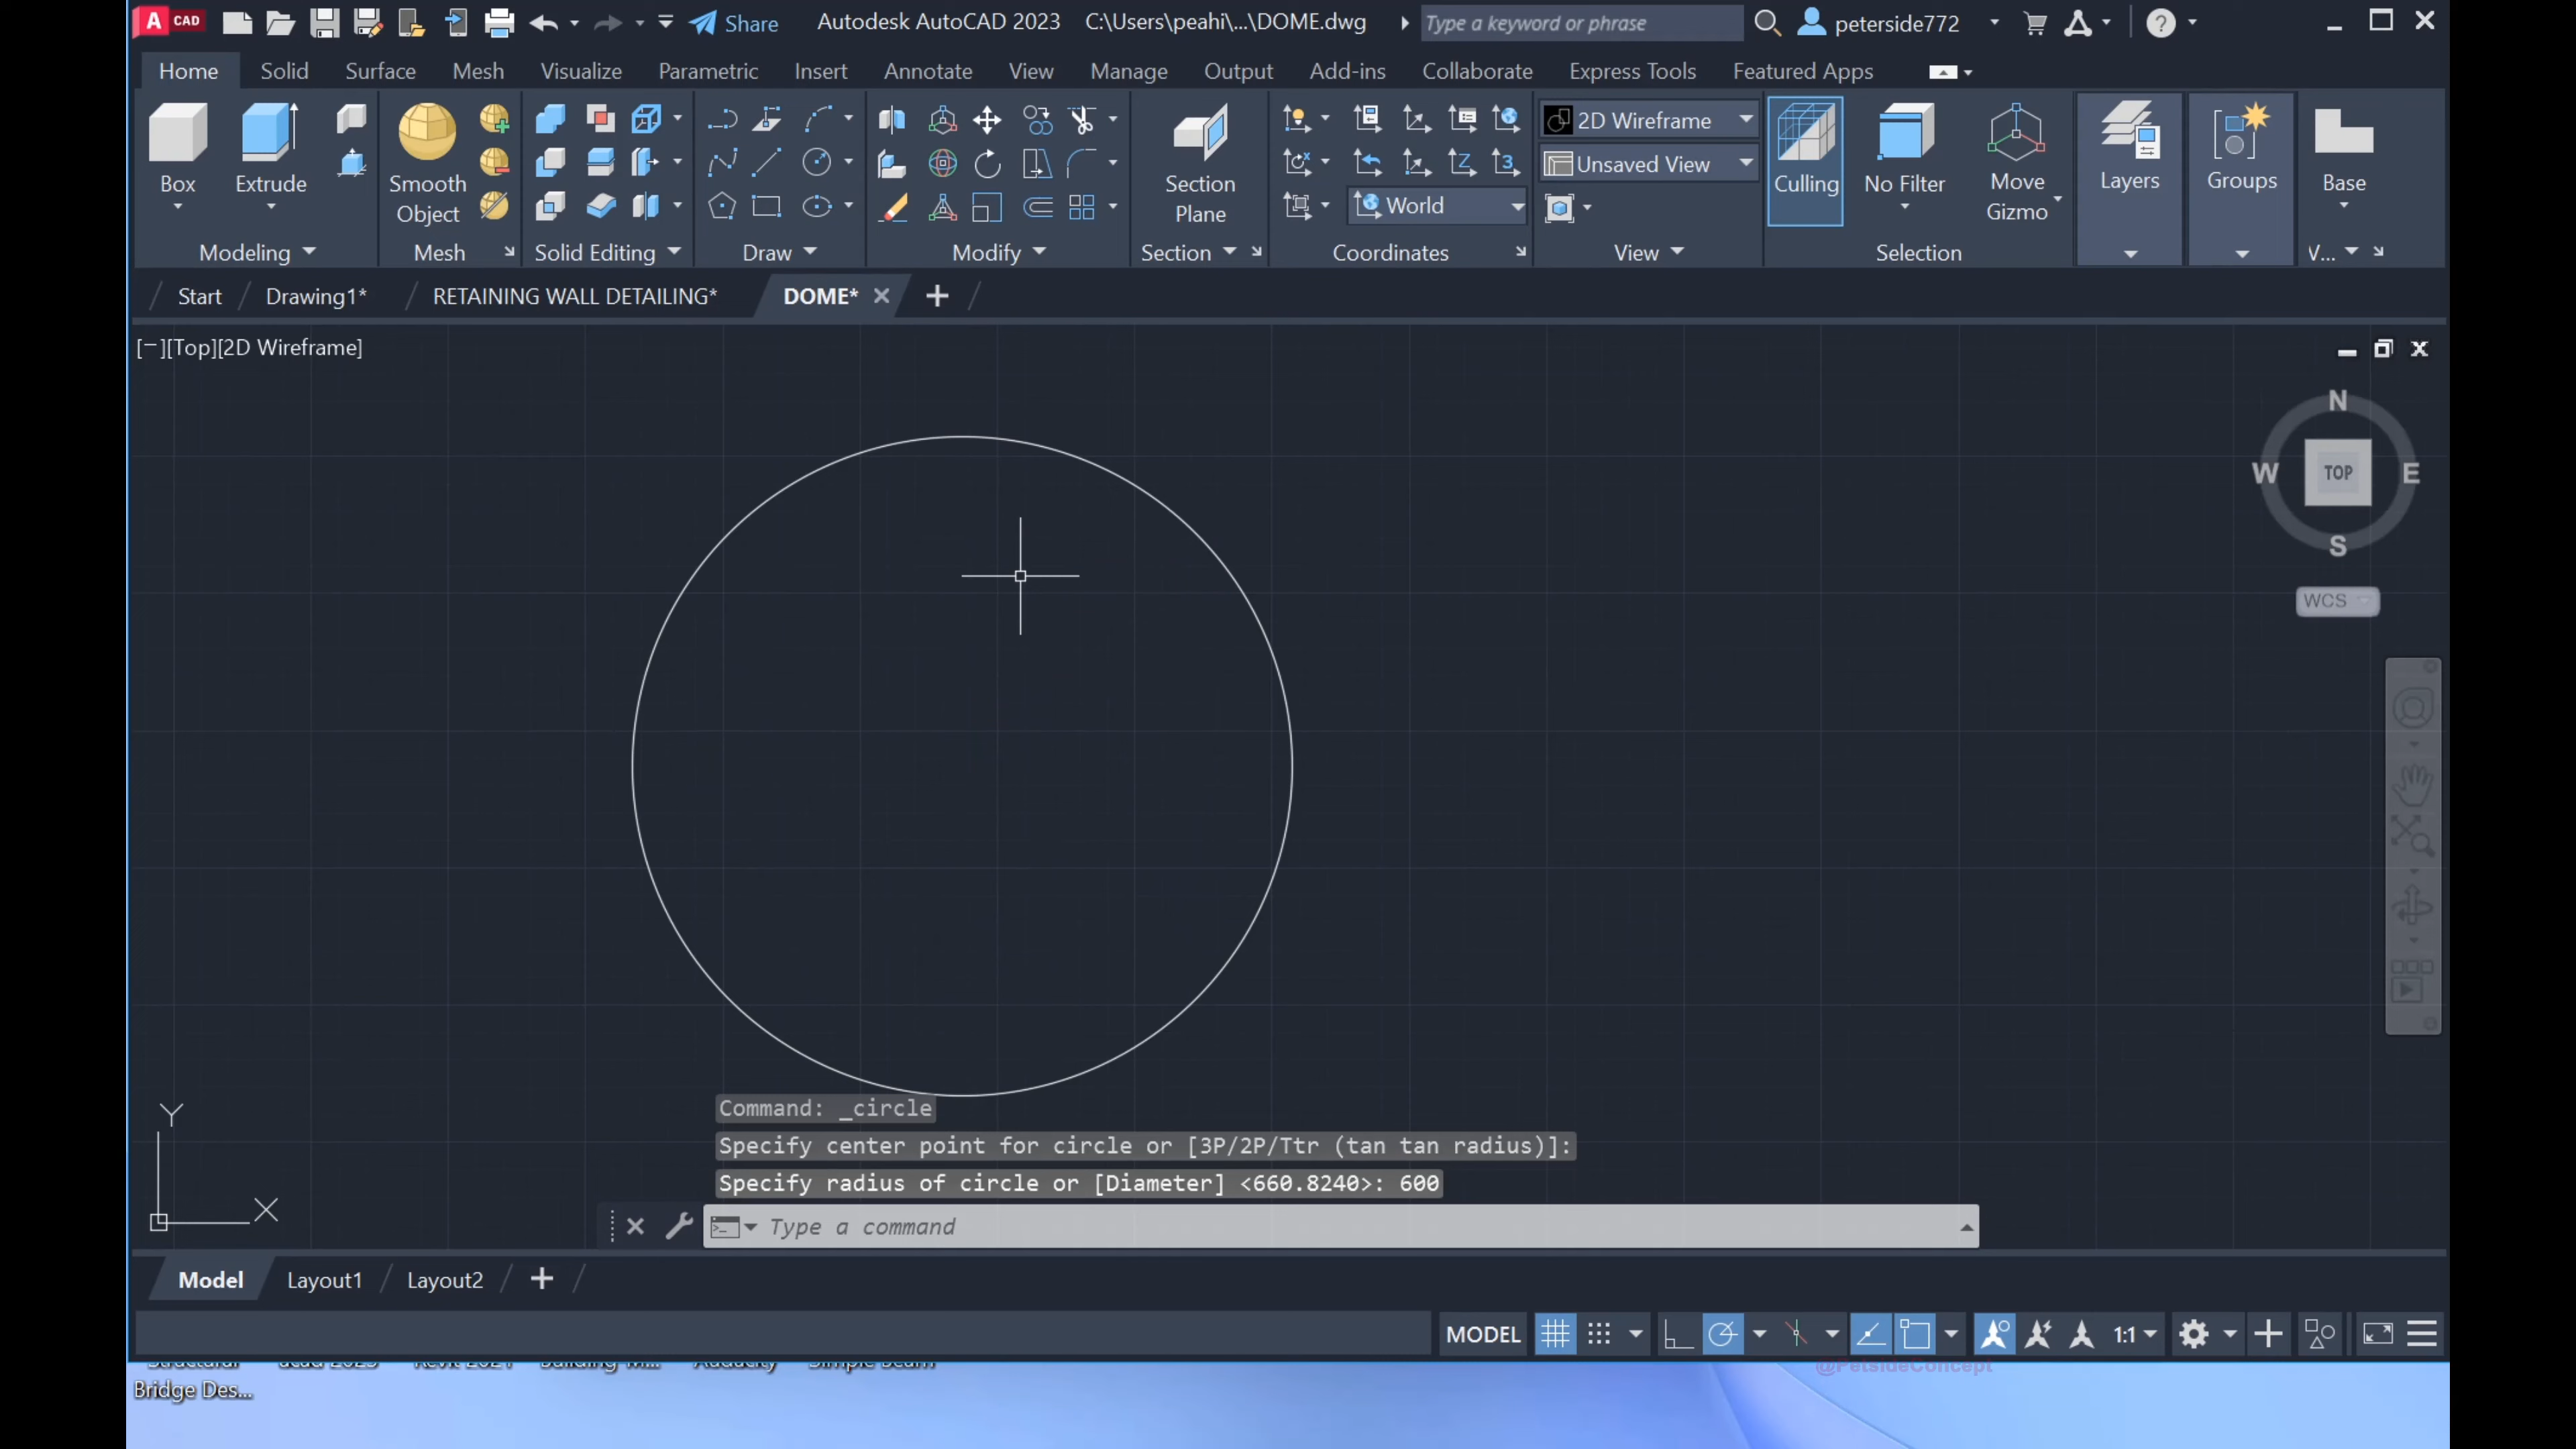 A CAD
Share
Autodesk AutoCAD 2023 C:\Users\peahi\...\DOME.dwg
Type a keyword or phrase
peterside772
Home Solid Surface Mesh Visualize Parametric Insert Annotate View Manage Output Add-ins Collaborate Express Tools Featured Apps
2D Wireframe
Unsaved View
World
Box
Extrude
Smooth
Object
Section
Plane
Culling
No Filter
Move
Gizmo
Layers
Groups
Base
Modeling Mesh Solid Editing Draw Modify Section Coordinates View Selection V...
Start Drawing1* RETAINING WALL DETAILING* DOME*
[−][Top][2D Wireframe]
N
W TOP E
S
WCS
Y
X
Command: _circle
Specify center point for circle or [3P/2P/Ttr (tan tan radius)]:
Specify radius of circle or [Diameter] <660.8240>: 600
Type a command
Model Layout1 Layout2
MODEL 1:1
@PetsideConcept
Bridge Des...